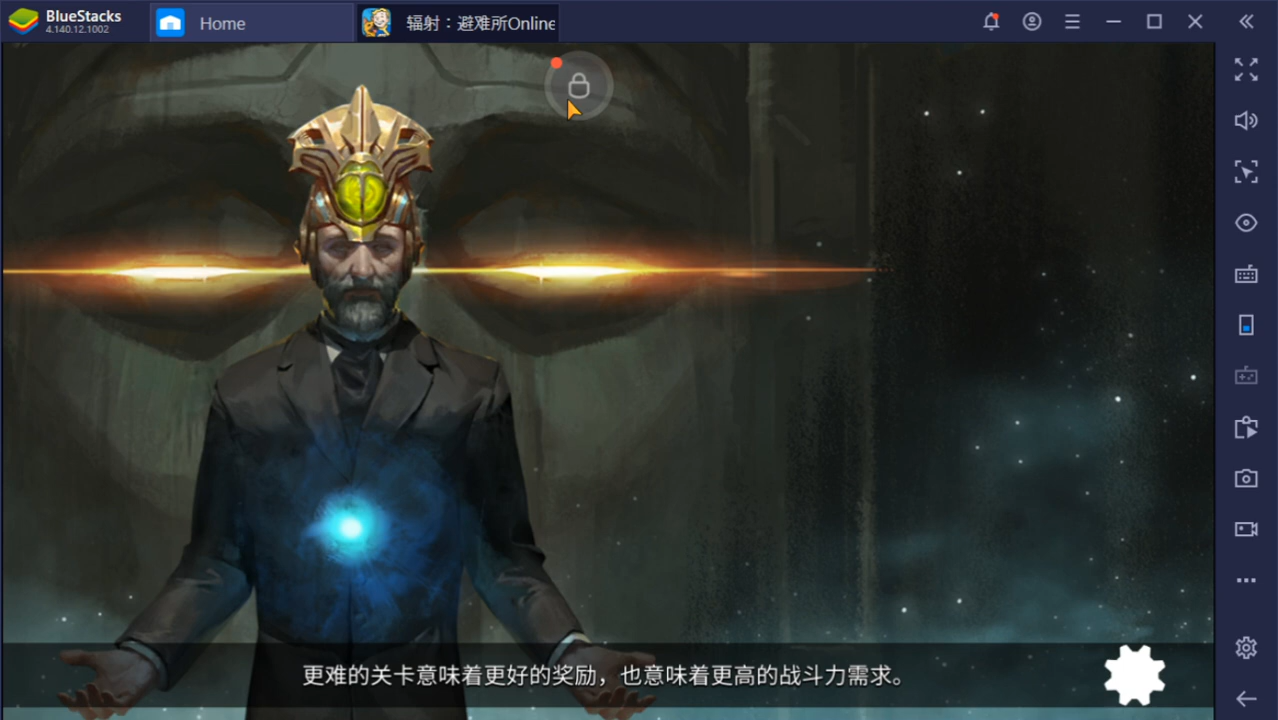 BlueStacks
4.140.12.1002
Home
辐射：避难所Online
更难的关卡意味着更好的奖励，也意味着更高的战斗力需求。